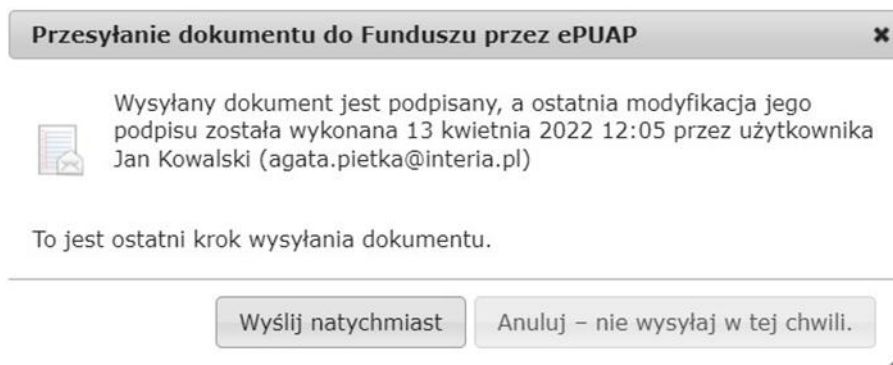 Przesyłanie dokumentu do Funduszu przez ePUAP
Wysyłany dokument jest podpisany, a ostatnia modyfikacja jego
podpisu została wykonana 13 kwietnia 2022 12:05 przez użytkownika
Jan Kowalski (agata.pietka@interia.pl)
To jest ostatni krok wysyłania dokumentu.
Wyślij natychmiast
Anuluj – nie wysyłaj w tej chwili.